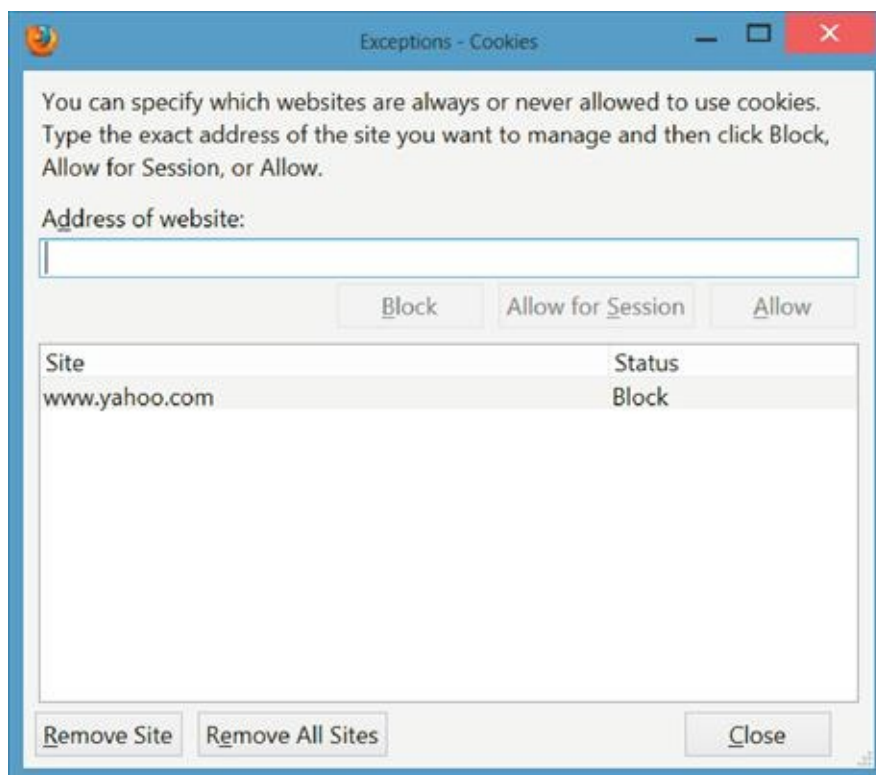 Exceptions - Cookies
You can specify which websites are always or never allowed to use cookies.
Type the exact address of the site you want to manage and then click Block,
Allow for Session, or Allow.
Address of website:
Block Allow for Session Allow
Site Status
www.yahoo.com Block
Remove Site Remove All Sites Close